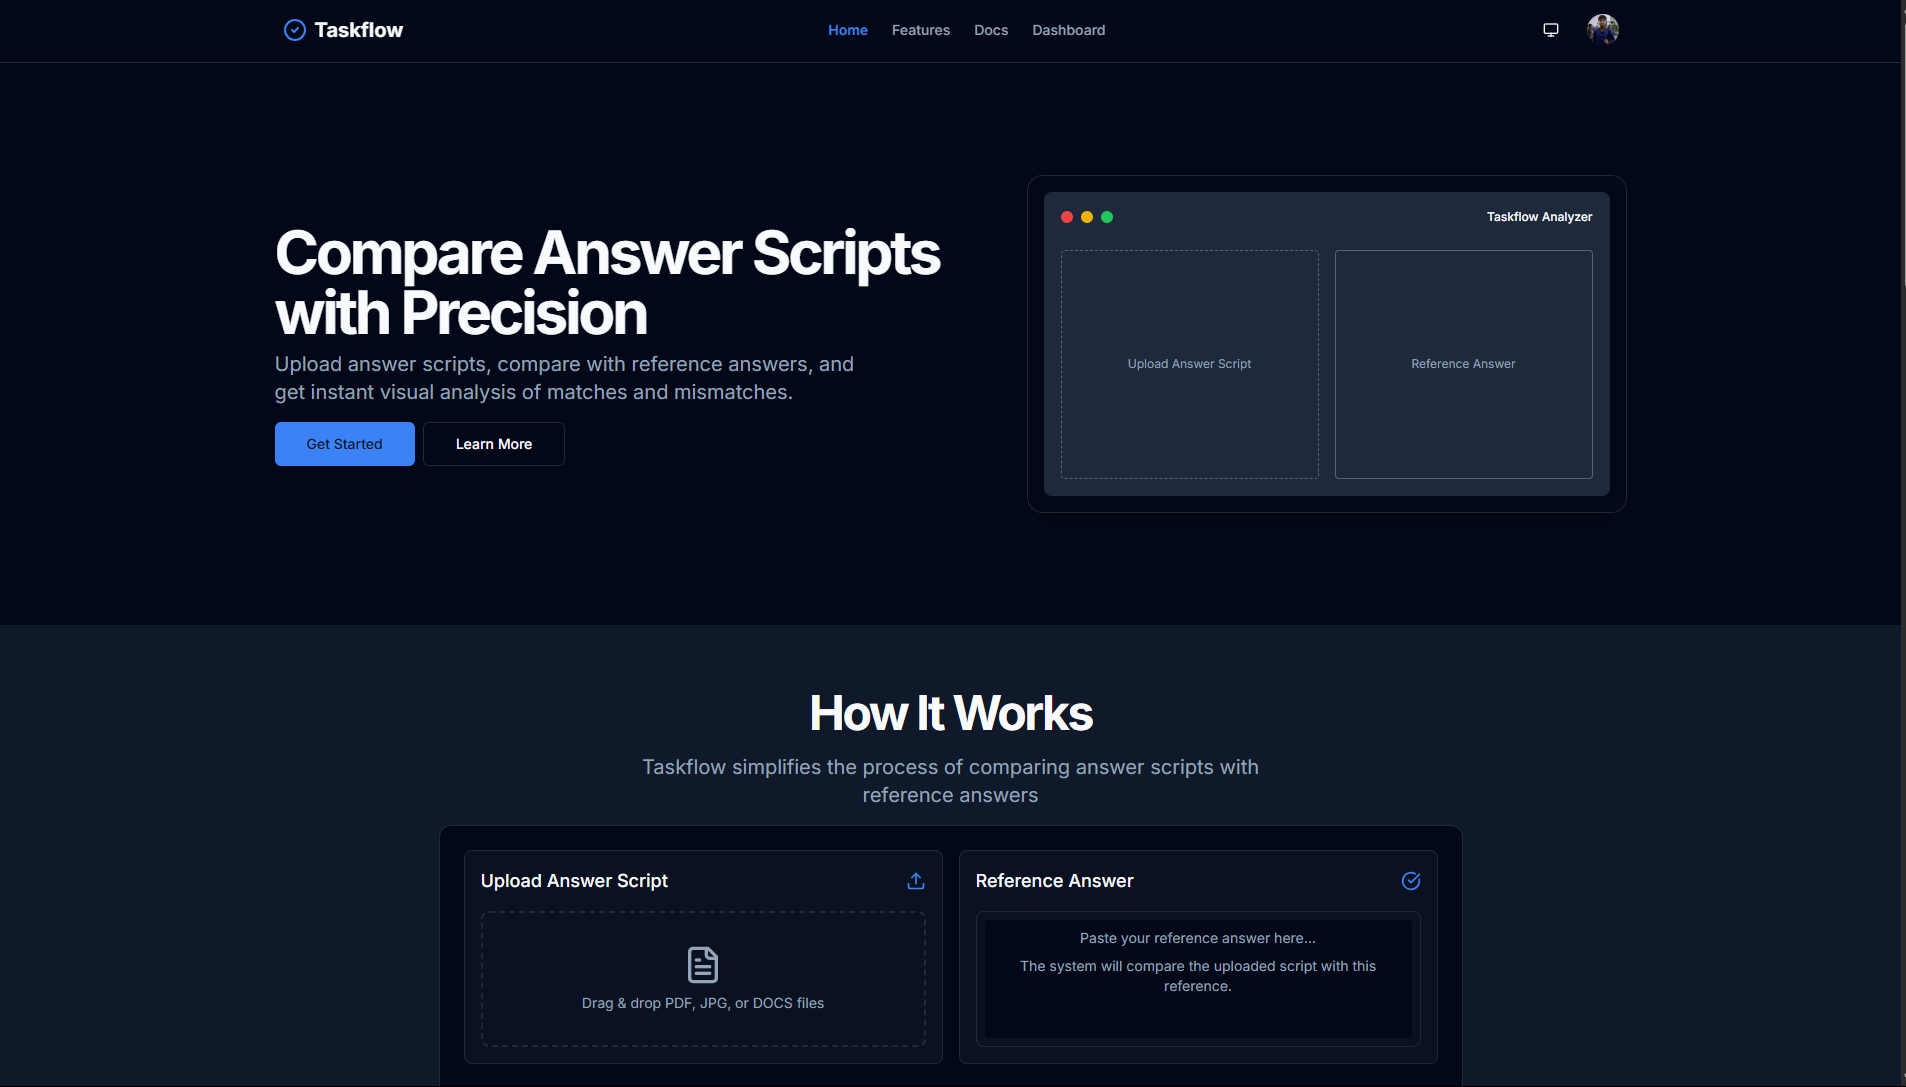 Taskflow
Home
Features
Docs
Dashboard
Compare Answer Scripts
with Precision
Upload answer scripts, compare with reference answers, and
get instant visual analysis of matches and mismatches.
Get Started
Learn More
Taskflow Analyzer
Upload Answer Script
Reference Answer
How It Works
Taskflow simplifies the process of comparing answer scripts with
reference answers
Upload Answer Script
Drag & drop PDF, JPG, or DOCS files
Reference Answer
Paste your reference answer here...
The system will compare the uploaded script with this
reference.